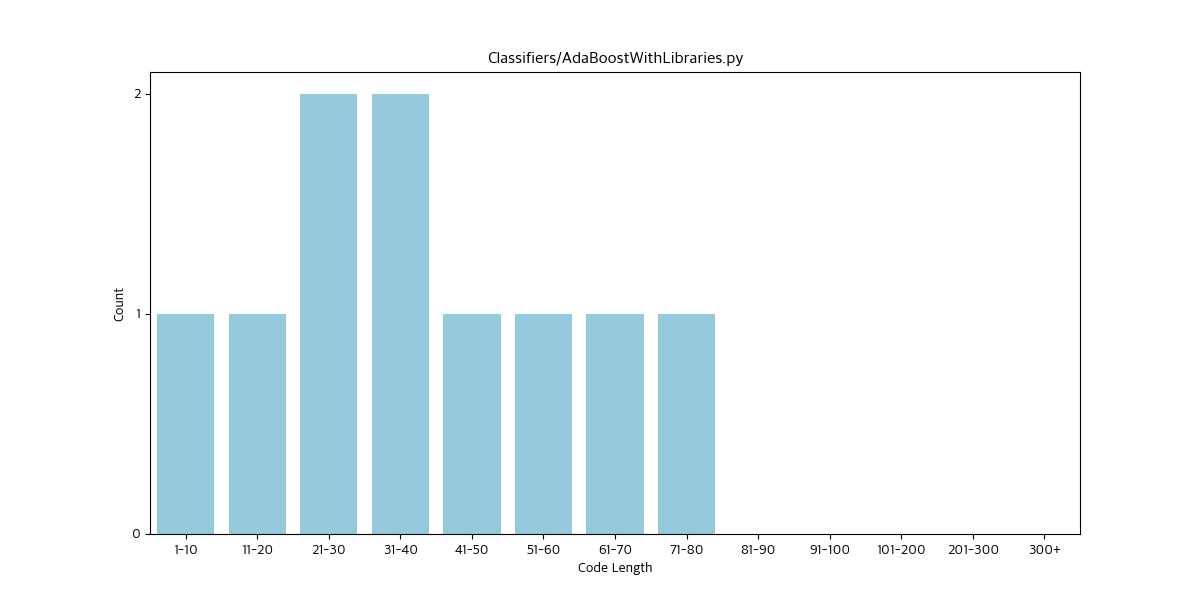 Classifiers/AdaBoostWithLibraries.py
2
1
0
Count
1-10 11-20 21-30 31-40 41-50 51-60 61-70 71-80 81-90 91-100 101-200 201-300 300+
Code Length